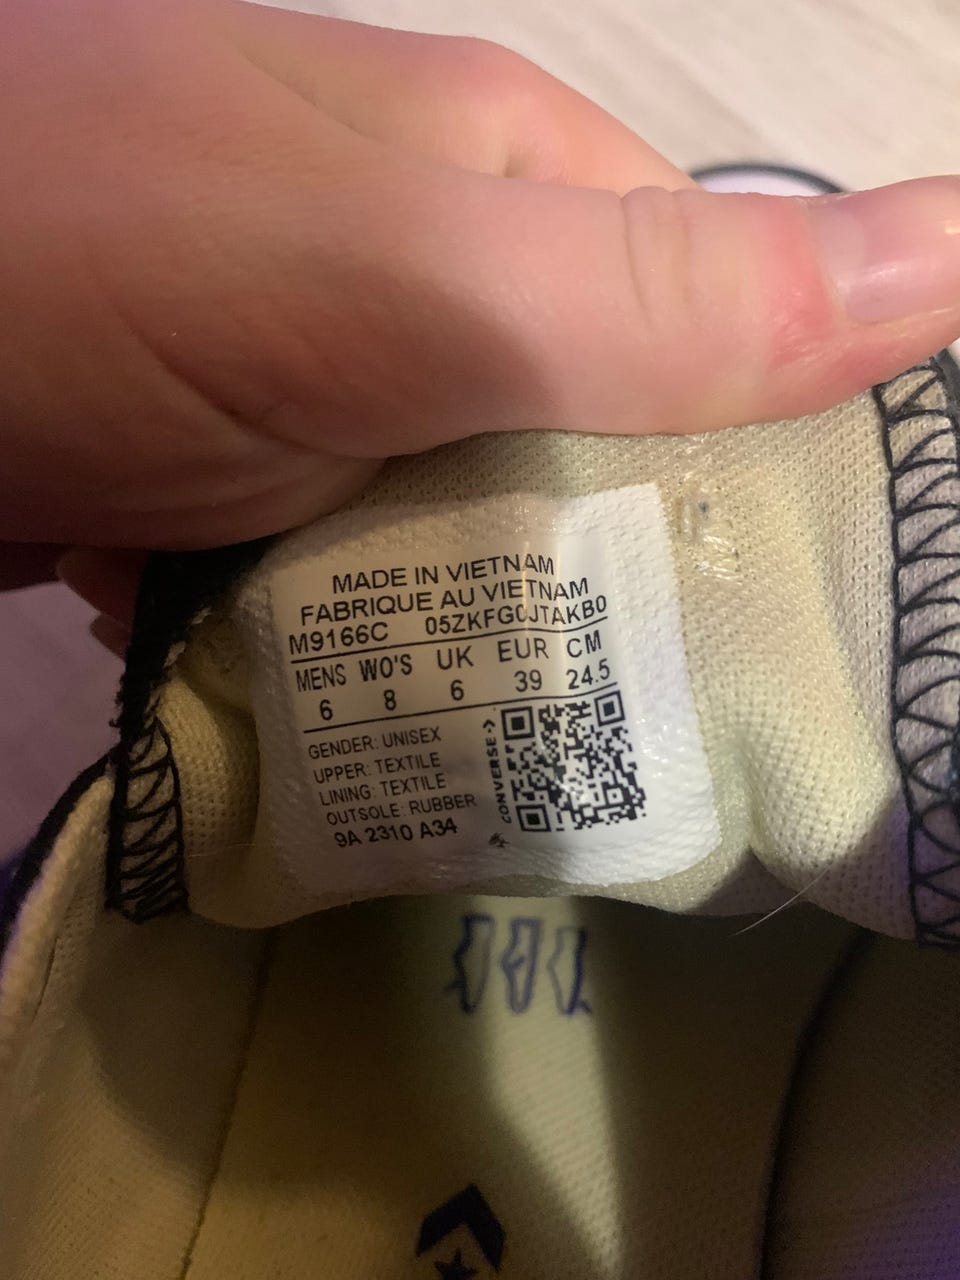 MADE IN VIETNAM
FABRIQUE AU VIETNAM
M9166C 05ZKFG0JTAKB0
MENS WO'S UK EUR CM
6 8 6 39 24.5
GENDER: UNISEX
UPPER: TEXTILE
LINING: TEXTILE
OUTSOLE: RUBBER
9A 2310 A34
CONVERSE